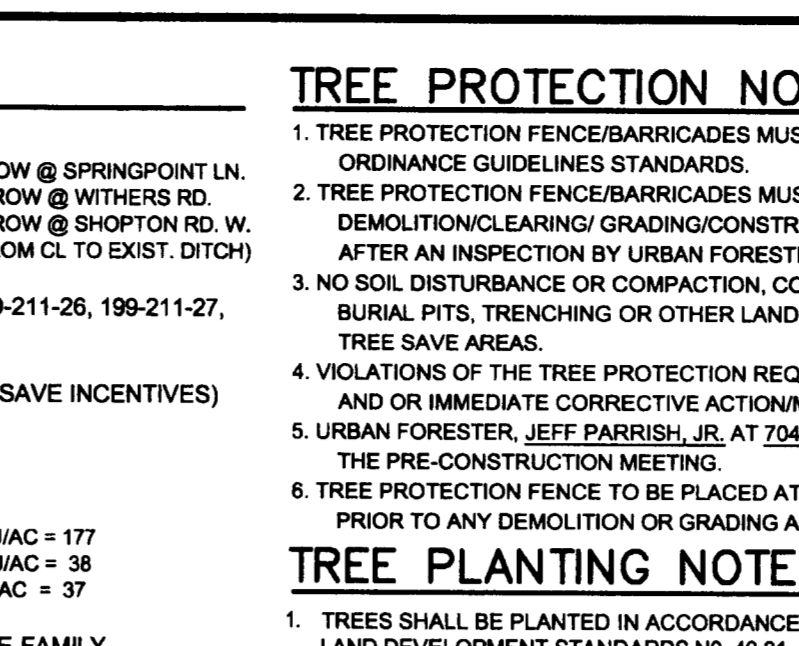 OW @ SPRINGPOINT LN.
ROW @ WITHERS RD.
ROW @ SHOPTON RD. W.
OM CL TO EXIST. DITCH)
-211-26, 199-211-27,
SAVE INCENTIVES)
/AC = 177
/AC = 38
AC = 37
E FAMILY
TREE PROTECTION NO
1. TREE PROTECTION FENCE/BARRICADES MUS
ORDINANCE GUIDELINES STANDARDS.
2. TREE PROTECTION FENCE/BARRICADES MUS
DEMOLITION/CLEARING/ GRADING/CONSTR
AFTER AN INSPECTION BY URBAN FOREST
3. NO SOIL DISTURBANCE OR COMPACTION, CO
BURIAL PITS, TRENCHING OR OTHER LAND
TREE SAVE AREAS.
4. VIOLATIONS OF THE TREE PROTECTION REQ
AND OR IMMEDIATE CORRECTIVE ACTION/
5. URBAN FORESTER, JEFF PARRISH, JR. AT 704
THE PRE-CONSTRUCTION MEETING.
6. TREE PROTECTION FENCE TO BE PLACED AT
PRIOR TO ANY DEMOLITION OR GRADING A
TREE PLANTING NOTE
1. TREES SHALL BE PLANTED IN ACCORDANCE
LAND DEVELOPMENT STANDARDS